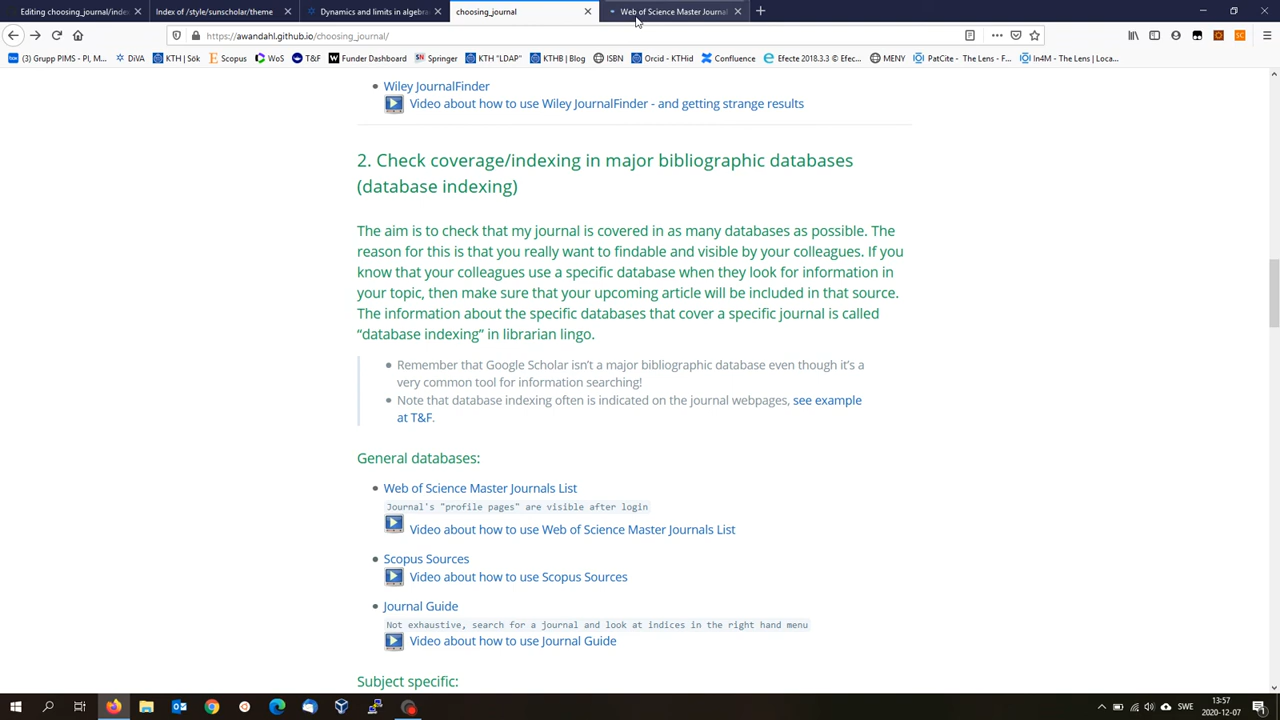 Editing choosing_journal/inde
Index of /style/sunscholar/theme
Dynamics and limits in algebra
choosing_journal
Web of Science Master Journal
https://awandahl.github.io/choosing_journal/
(3) Grupp PIMS - PI, M...
DiVA
KTH | Sök
Scopus
WoS
T&F
Funder Dashboard
Springer
KTH "LDAP"
KTHB | Blog
ISBN
Orcid - KTHid
Confluence
Efecte 2018.3.3 © Efec...
MENY
PatCite - The Lens - F...
In4M - The Lens | Loca...
Wiley JournalFinder
Video about how to use Wiley JournalFinder - and getting strange results
2. Check coverage/indexing in major bibliographic databases
(database indexing)
The aim is to check that my journal is covered in as many databases as possible. The
reason for this is that you really want to findable and visible by your colleagues. If you
know that your colleagues use a specific database when they look for information in
your topic, then make sure that your upcoming article will be included in that source.
The information about the specific databases that cover a specific journal is called
“database indexing” in librarian lingo.
Remember that Google Scholar isn’t a major bibliographic database even though it’s a
very common tool for information searching!
Note that database indexing often is indicated on the journal webpages, see example
at T&F.
General databases:
Web of Science Master Journals List
Journal's "profile pages" are visible after login
Video about how to use Web of Science Master Journals List
Scopus Sources
Video about how to use Scopus Sources
Journal Guide
Not exhaustive, search for a journal and look at indices in the right hand menu
Video about how to use Journal Guide
Subject specific:
SWE
13:57
2020-12-07